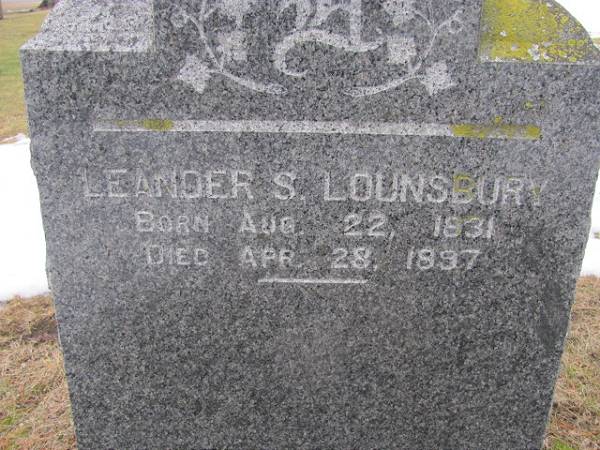 LEANDER S. LOUNSBURY
BORN AUG. 22, 1831
DIED APR. 28, 1897